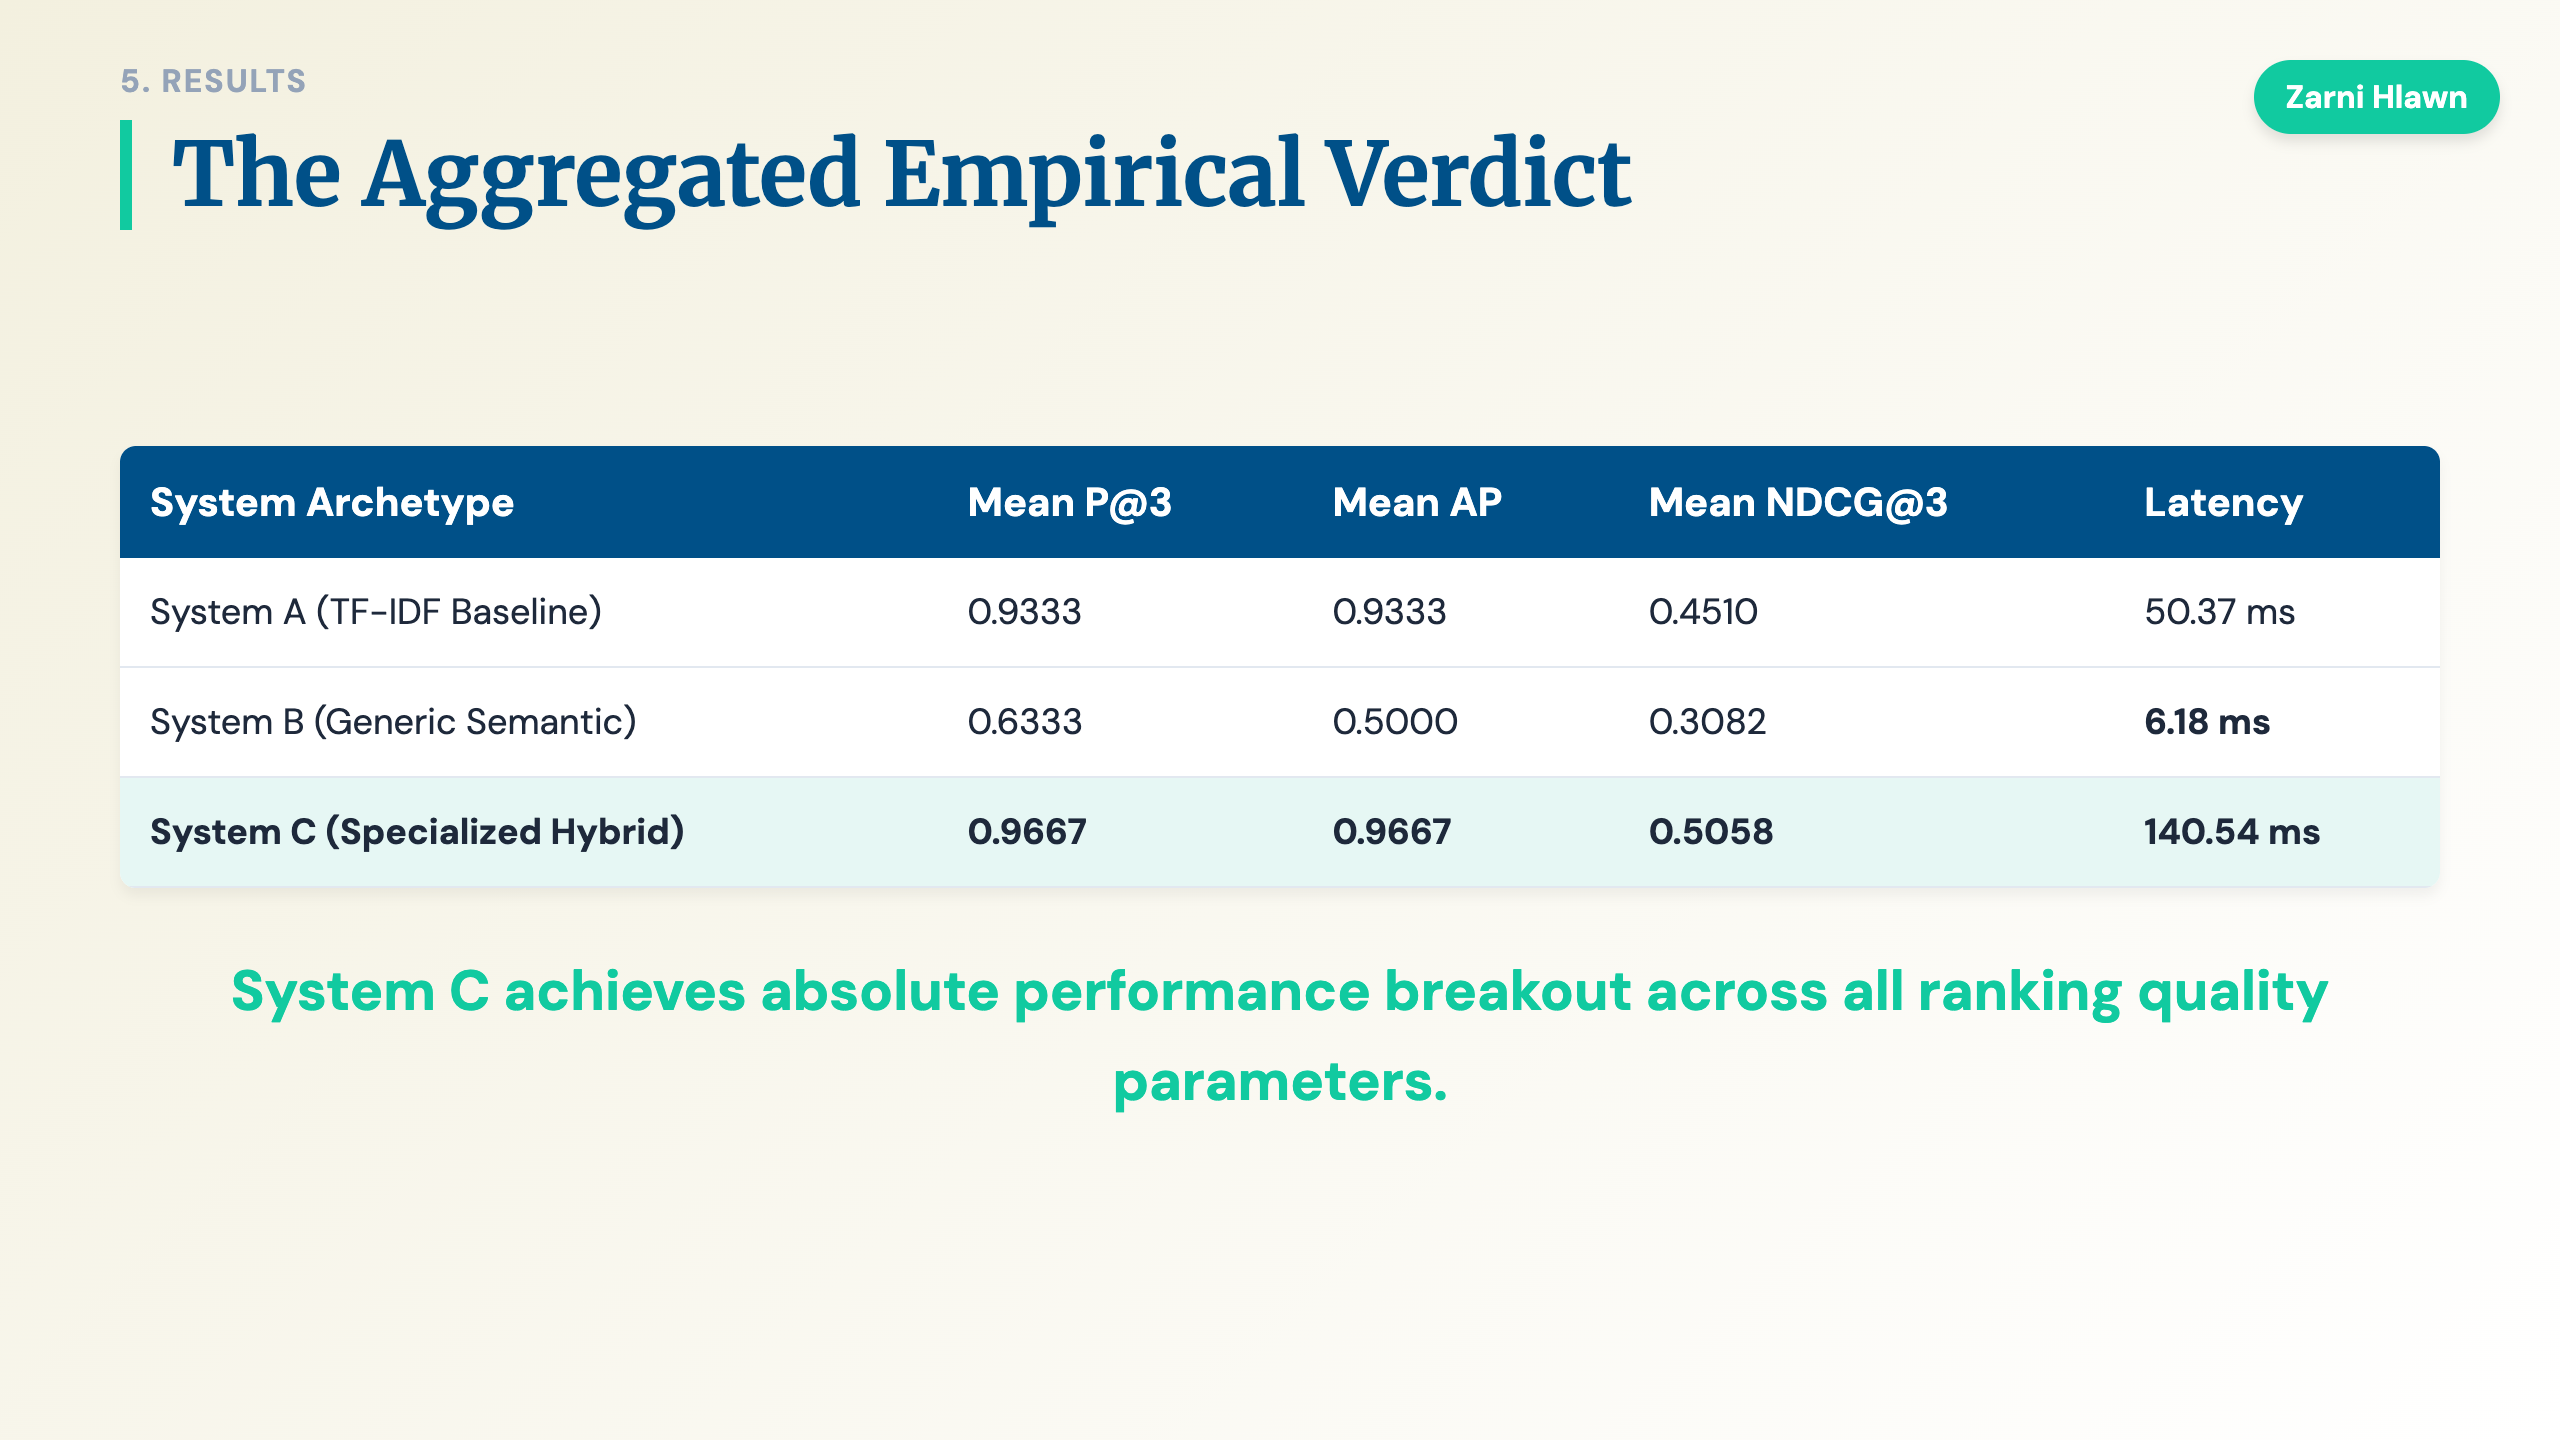 5. RESULTS
Zarni Hlawn
The Aggregated Empirical Verdict
System Archetype Mean P@3 Mean AP Mean NDCG@3 Latency
System A (TF-IDF Baseline) 0.9333 0.9333 0.4510 50.37 ms
System B (Generic Semantic) 0.6333 0.5000 0.3082 6.18 ms
System C (Specialized Hybrid) 0.9667 0.9667 0.5058 140.54 ms
System C achieves absolute performance breakout across all ranking quality
parameters.